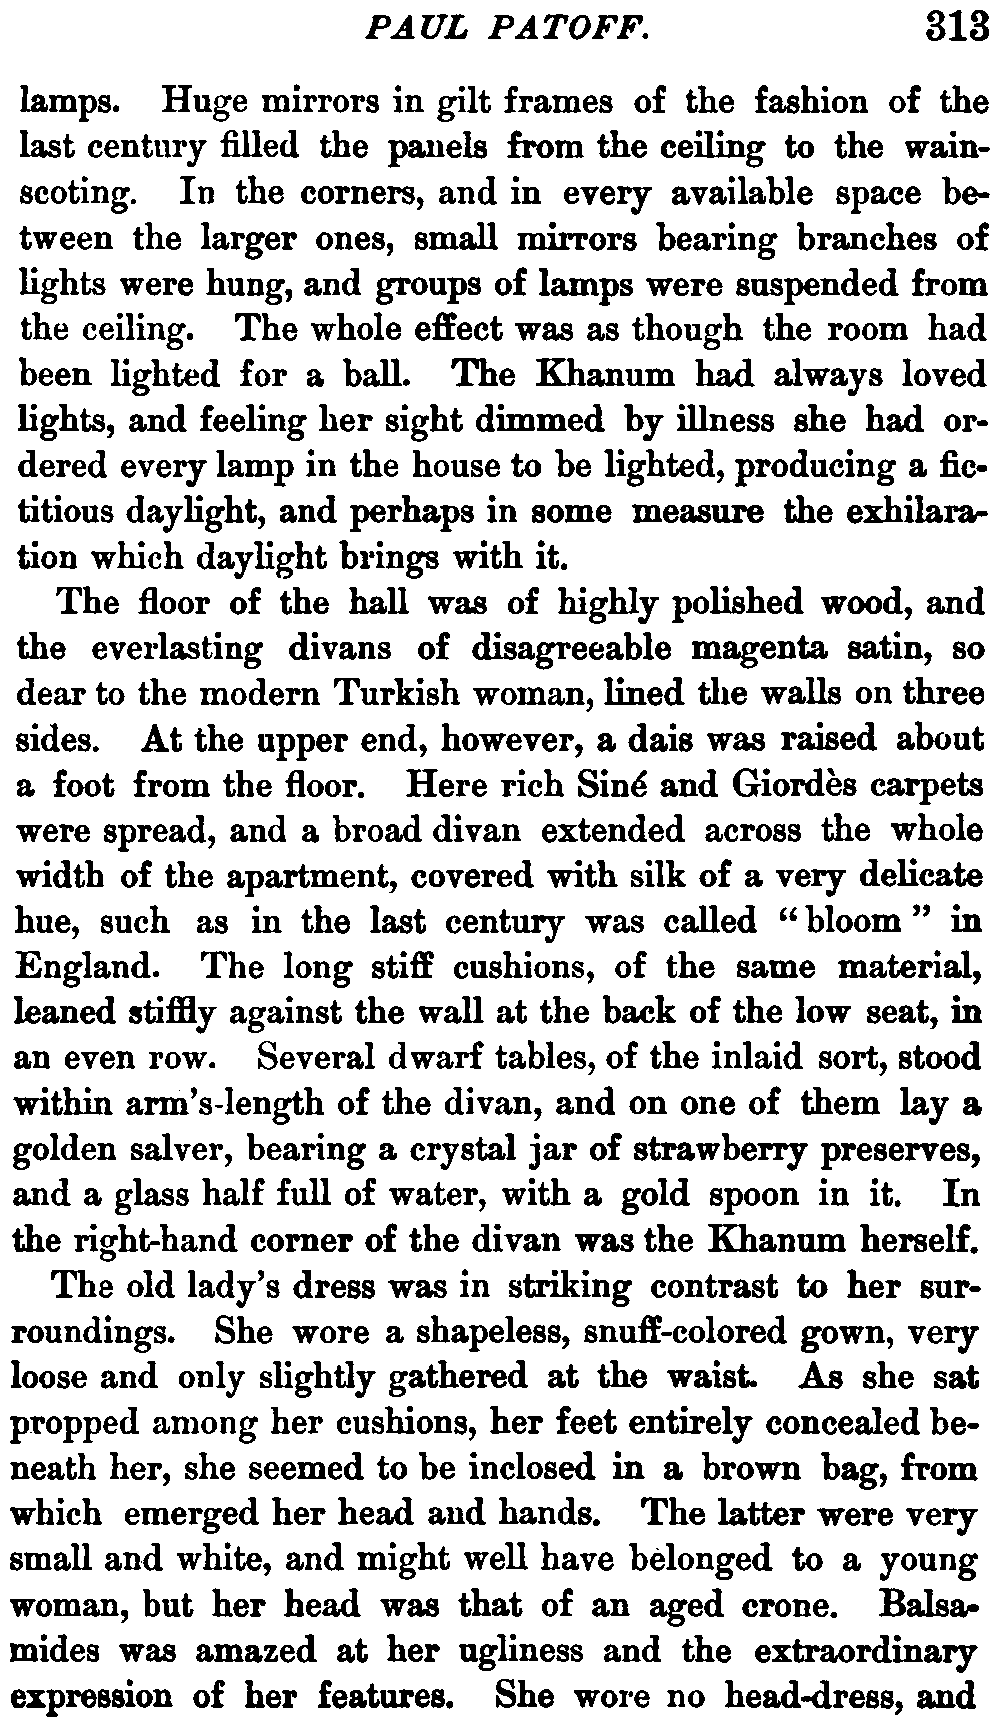 PAUL PATOFF. 313
lamps. Huge mirrors in gilt frames of the fashion of the
last century filled the panels from the ceiling to the wain-
scoting. In the corners, and in every available space be-
tween the larger ones, small mirrors bearing branches of
lights were hung, and groups of lamps were suspended from
the ceiling. The whole effect was as though the room had
been lighted for a ball. The Khanum had always loved
lights, and feeling her sight dimmed by illness she had or-
dered every lamp in the house to be lighted, producing a fic-
titious daylight, and perhaps in some measure the exhilara-
tion which daylight brings with it.
The floor of the hall was of highly polished wood, and
the everlasting divans of disagreeable magenta satin, so
dear to the modern Turkish woman, lined the walls on three
sides. At the upper end, however, a dais was raised about
a foot from the floor. Here rich Siné and Giordès carpets
were spread, and a broad divan extended across the whole
width of the apartment, covered with silk of a very delicate
hue, such as in the last century was called “bloom” in
England. The long stiff cushions, of the same material,
leaned stiffly against the wall at the back of the low seat, in
an even row. Several dwarf tables, of the inlaid sort, stood
within arm's-length of the divan, and on one of them lay a
golden salver, bearing a crystal jar of strawberry preserves,
and a glass half full of water, with a gold spoon in it. In
the right-hand corner of the divan was the Khanum herself.
The old lady's dress was in striking contrast to her sur-
roundings. She wore a shapeless, snuff-colored gown, very
loose and only slightly gathered at the waist. As she sat
propped among her cushions, her feet entirely concealed be-
neath her, she seemed to be inclosed in a brown bag, from
which emerged her head and hands. The latter were very
small and white, and might well have belonged to a young
woman, but her head was that of an aged crone. Balsa-
mides was amazed at her ugliness and the extraordinary
expression of her features. She wore no head-dress, and